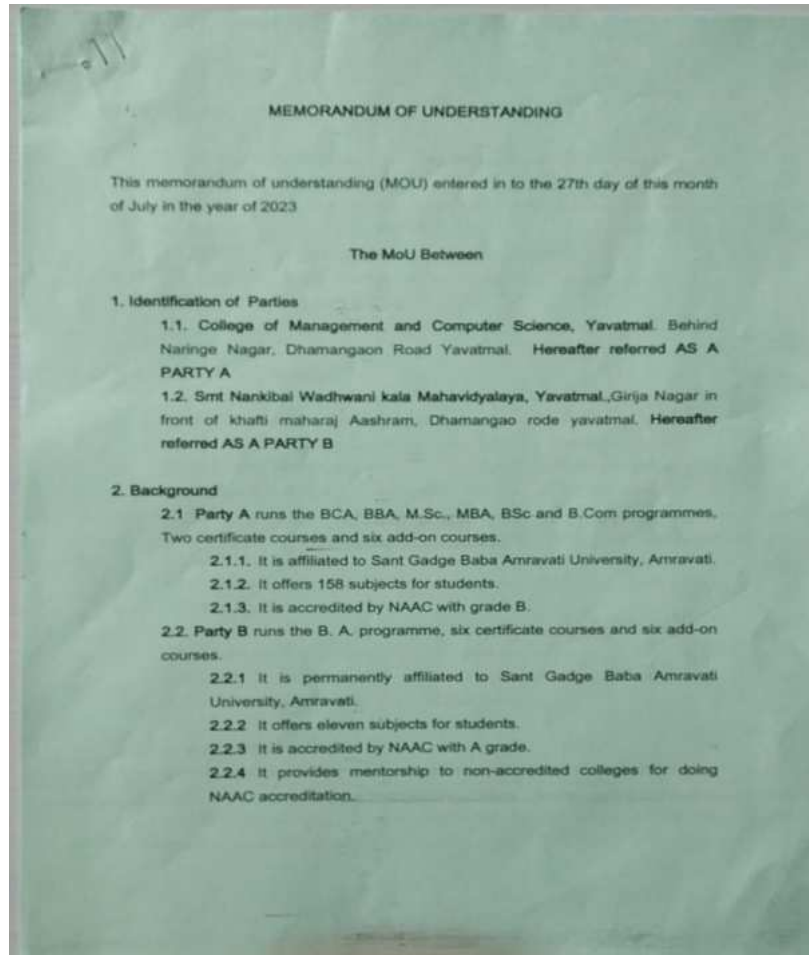 MEMORANDUM OF UNDERSTANDING
This memorandum of understanding (MOU) entered in to the 27th day of this month
of July in the year of 2023
The MoU Between
1. Identification of Parties
1.1. College of Management and Computer Science, Yavatmal. Behind
Naringe Nagar, Dhamangaon Road Yavatmal. Hereafter referred AS A
PARTY A
1.2. Smt Nankibai Wadhwani kala Mahavidyalaya, Yavatmal.,Girija Nagar in
front of khafti maharaj Aashram, Dhamangao rode yavatmal. Hereafter
referred AS A PARTY B
2. Background
2.1 Party A runs the BCA, BBA, M.Sc., MBA, BSc and B.Com programmes,
Two certificate courses and six add-on courses.
2.1.1. It is affiliated to Sant Gadge Baba Amravati University, Amravati.
2.1.2. It offers 158 subjects for students.
2.1.3. It is accredited by NAAC with grade B.
2.2. Party B runs the B. A. programme, six certificate courses and six add-on
courses.
2.2.1 It is permanently affiliated to Sant Gadge Baba Amravati
University, Amravati.
2.2.2 It offers eleven subjects for students.
2.2.3 It is accredited by NAAC with A grade.
2.2.4 It provides mentorship to non-accredited colleges for doing
NAAC accreditation.